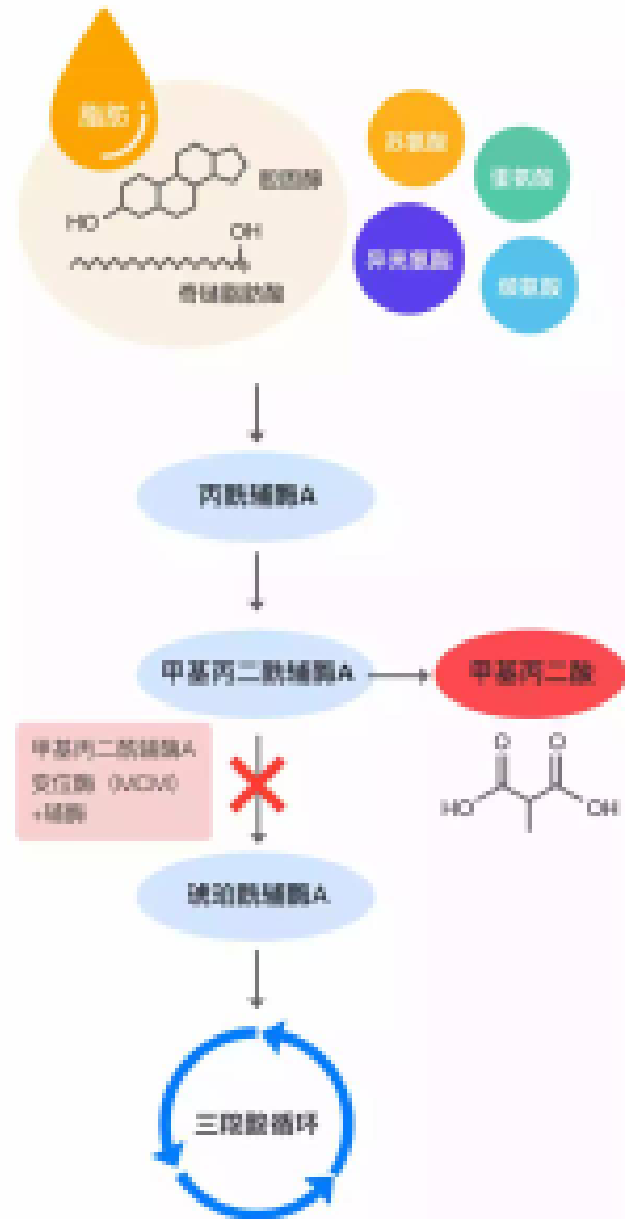 脂肪
苏氨酸
胆固醇
蛋氨酸
HO
OH
异亮氨酸
缬氨酸
奇链脂肪酸
丙酰辅酶A
甲基丙二酰辅酶A
甲基丙二酸
甲基丙二酰辅酶A
变位酶（MCM）
+辅酶
O O
HO OH
琥珀酰辅酶A
三段酸循环